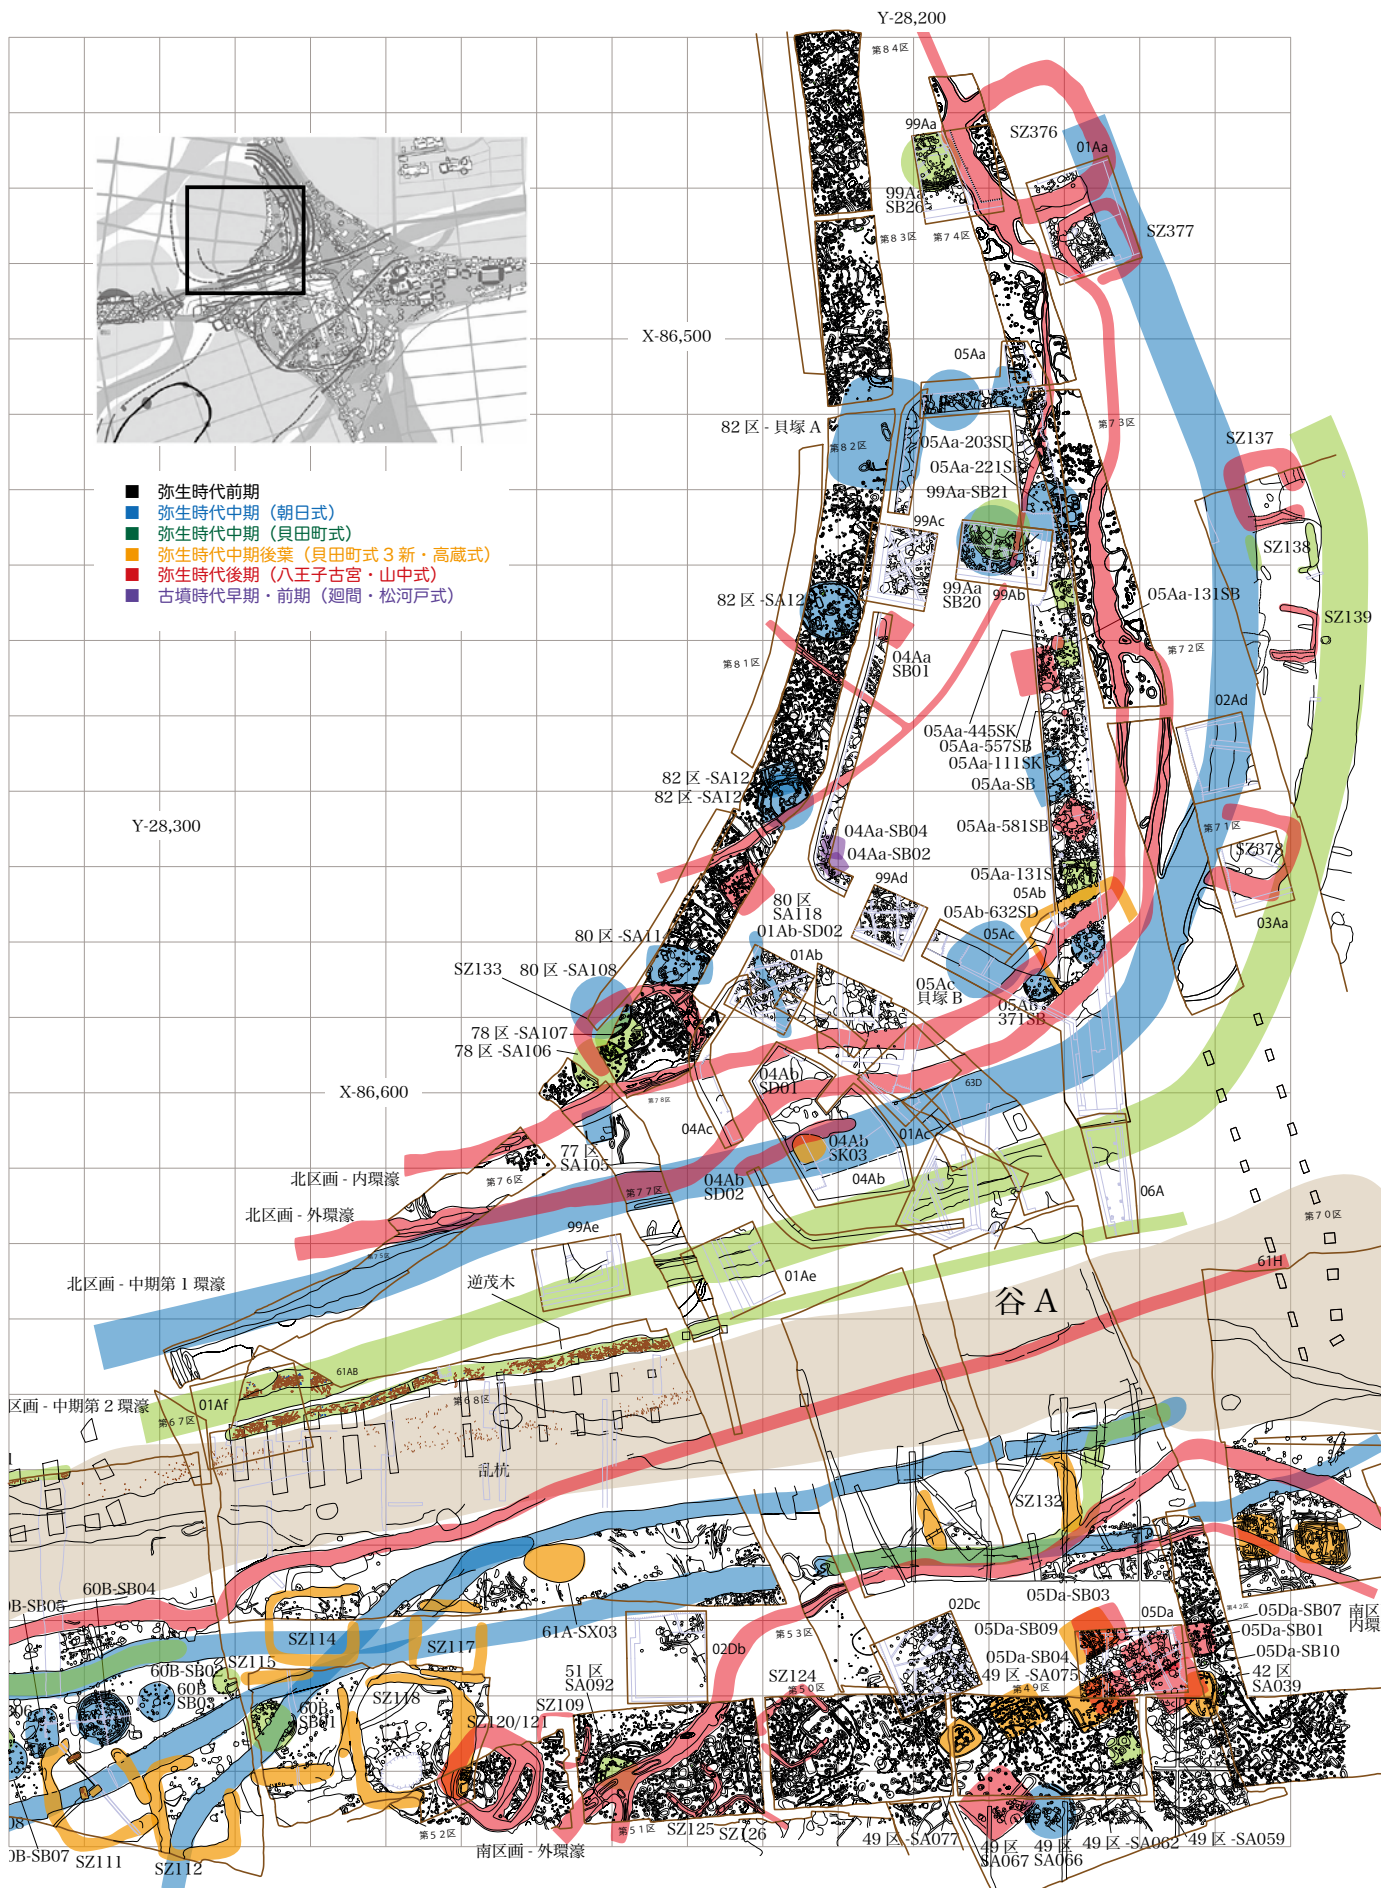 Y-28,200
第84区
99Aa
SZ376
01Aa
99Aa
SB26
第83区
第74区
SZ377
X-86,500
05Aa
82区-貝塚A
第82区
第73区
05Aa-203SD
SZ137
05Aa-221S
99Aa-SB21
弥生時代前期
弥生時代中期(朝日式)
弥生時代中期(貝田町式)
弥生時代中期後葉(貝田町式3新・高蔵式)
弥生時代後期(八王子古宮・山中式)
古墳時代早期・前期(廻間・松河戸式)
99Ac
SZ138
99Aa
SB20
99Ab
05Aa-131SB
82区-SA12
SZ139
第81区
04Aa
SB01
第72区
02Ad
05Aa-445SK
05Aa-557SB
05Aa-111SK
82区-SA12
05Aa-SB
82区-SA12
Y-28,300
04Aa-SB04
05Aa-581SB
第71区
04Aa-SB02
SZ378
99Ad
05Aa-131S
05Ab
80区
SA118
05Ab-632SD
03Aa
01Ab-SD02
80区-SA114
05Ac
01Ab
SZ133
80区-SA108
05Ac
貝塚B
05Ab
371SB
78区-SA107
78区-SA106
04Ab
SD01
63D
X-86,600
第78区
04Ac
01Ac
04Ab
SK03
77区
SA105
北区画-内環濠
第76区
04Ab
SD02
04Ab
第77区
06A
北区画-外環濠
第70区
99Ae
第75区
61H
北区画-中期第1環濠
逆茂木
01Ae
谷A
61AB
01Af
区画-中期第2環濠
第68区
第67区
乱杭
SZ132
60B-SB04
05Da-SB03
0B-SB05
02Dc
05Da
第42区
05Da-SB07
南区
内環
05Da-SB09
第53区
05Da-SB01
SZ114
SZ117
61A-SX03
02Db
05Da-SB04
05Da-SB10
SZ115
60B-SB02
51区
SA092
49区-SA075
42区
SA039
60B
SB03
SZ118
SZ124
第50区
第49区
60B
SB01
SZ109
SZ120/121
第52区
第51区
SZ125
SZ126
49区-SA077
49区
SA067
49区
SA066
49区-SA062
49区-SA059
南区画-外環濠
0B-SB07
SZ111
SZ112